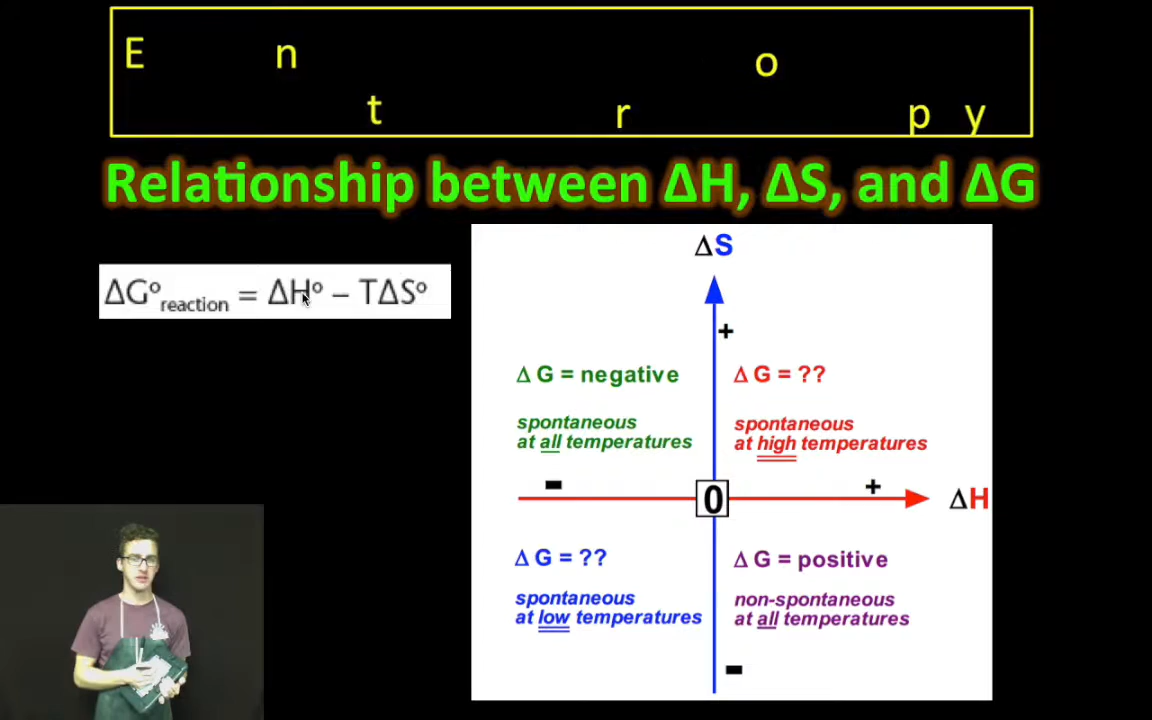 E n t r o p y
Relationship between ΔH, ΔS, and ΔG
ΔG°reaction = ΔH° – TΔS°
ΔS
+
Δ G = negative
spontaneous
at all temperatures
Δ G = ??
spontaneous
at high temperatures
-
0
+
ΔH
Δ G = ??
spontaneous
at low temperatures
Δ G = positive
non-spontaneous
at all temperatures
-